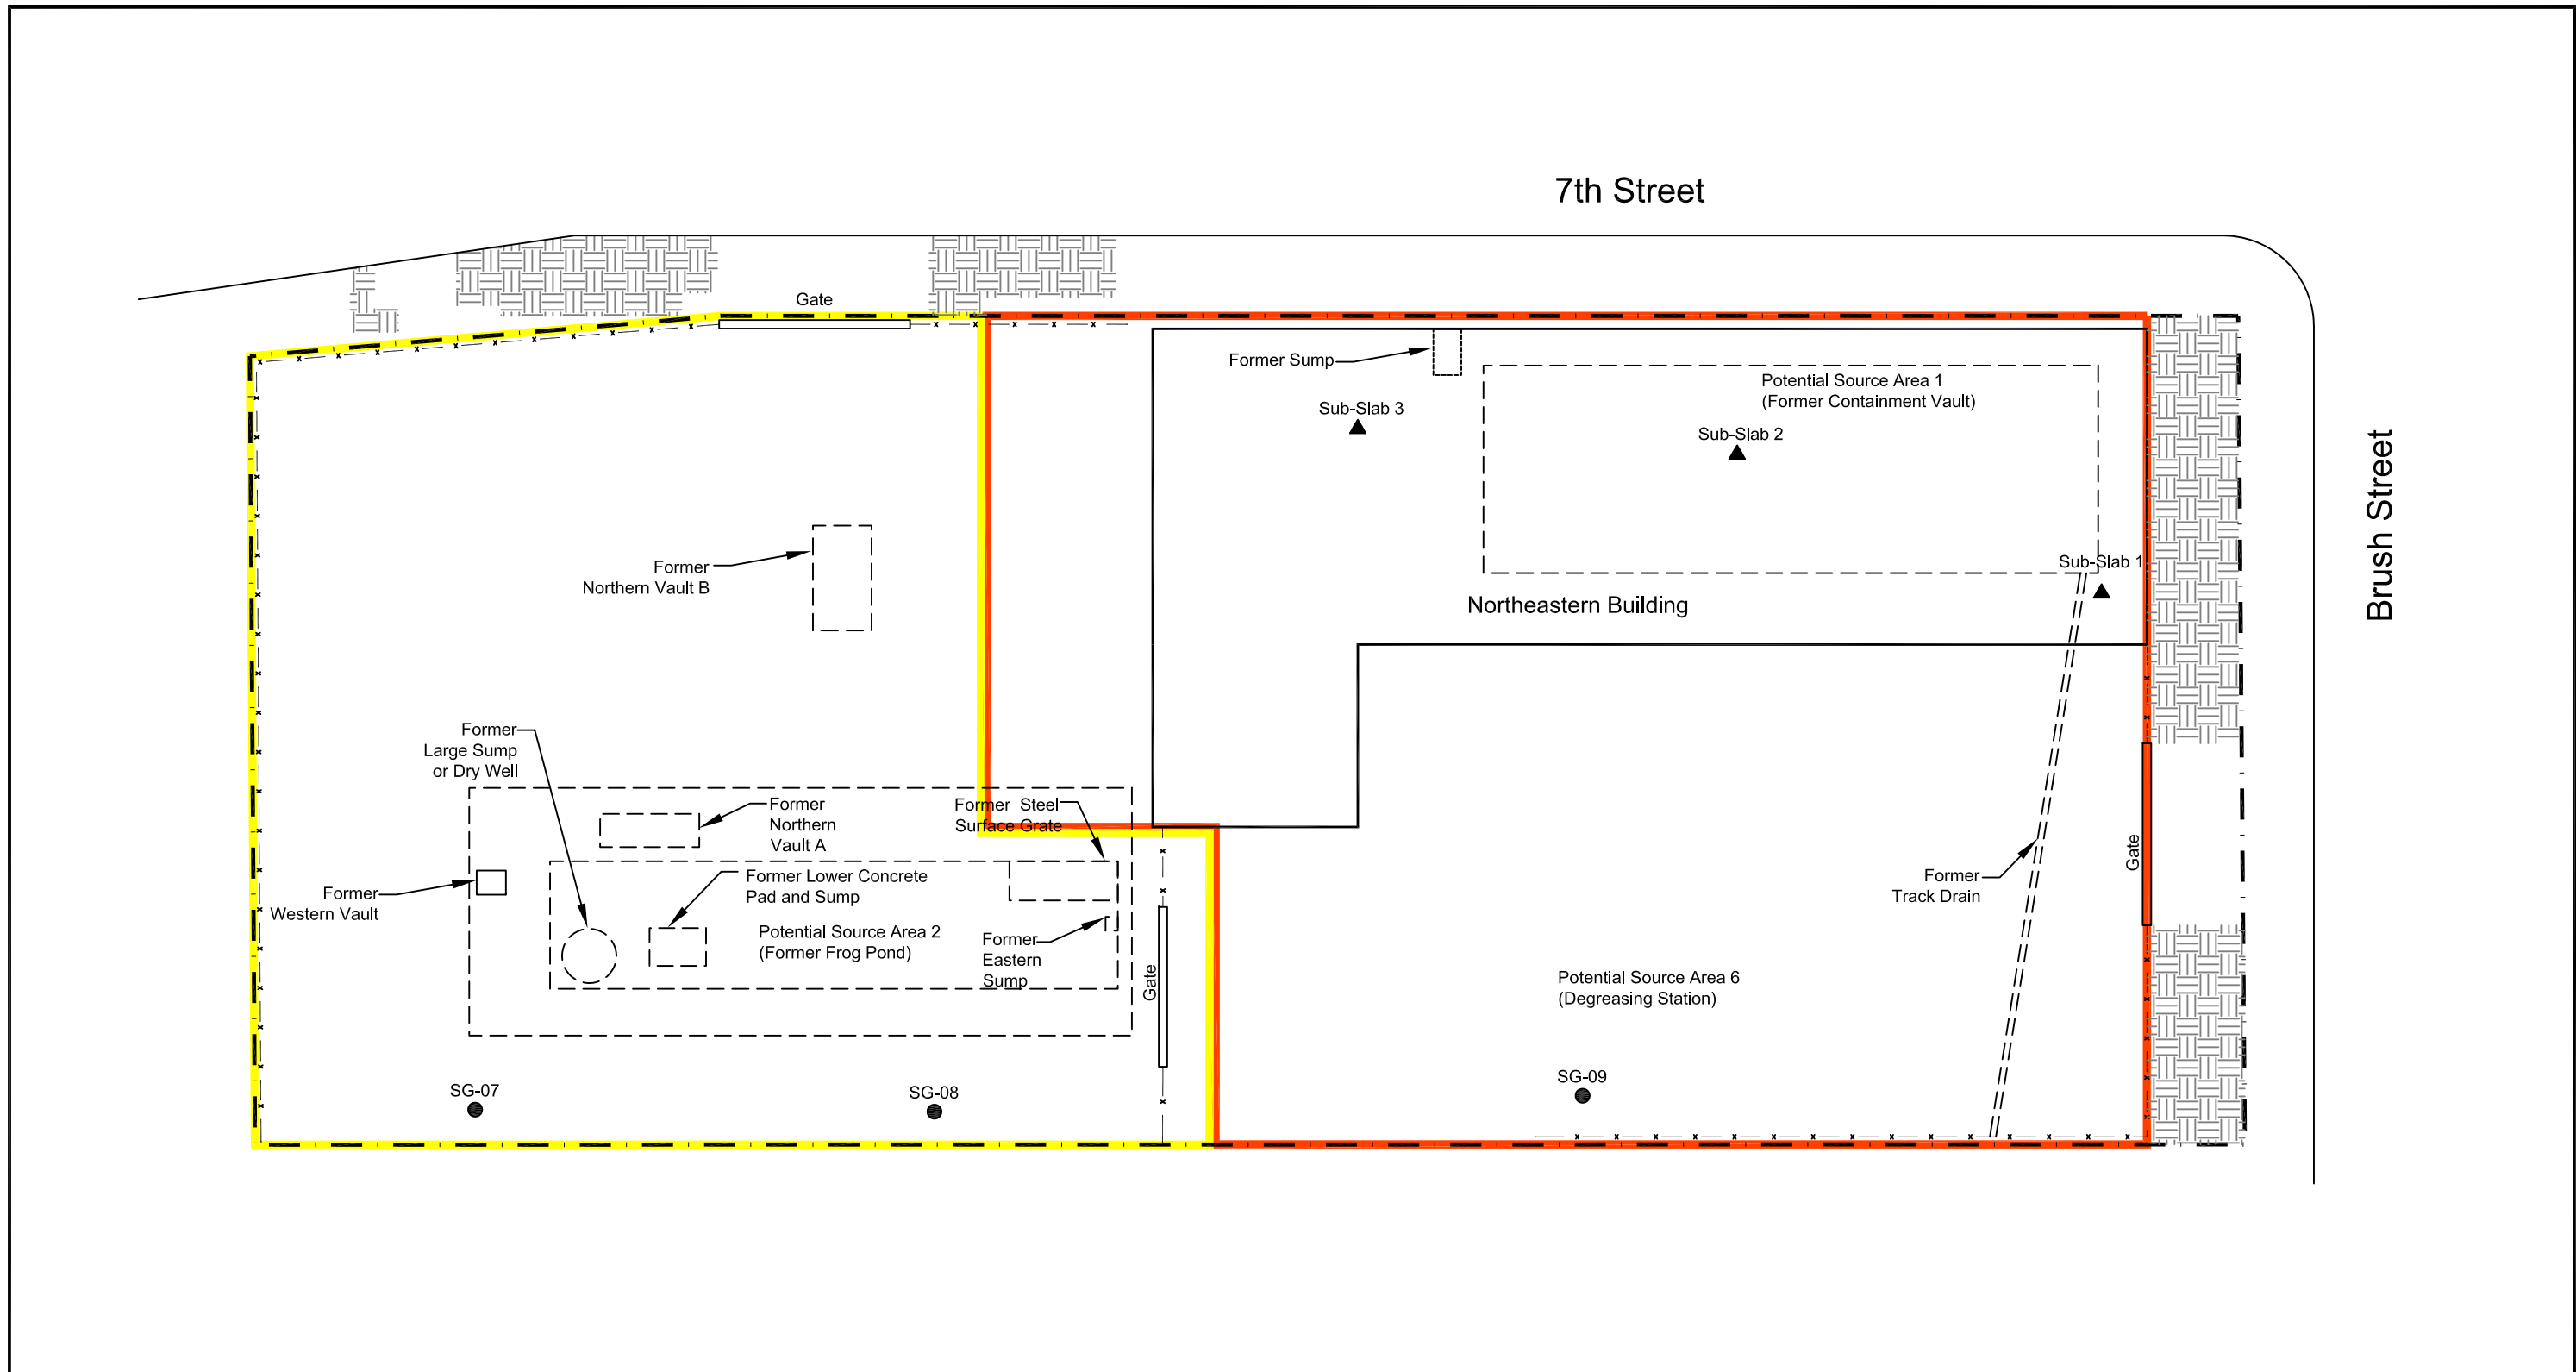 7th Street
Gate
Former Sump
Potential Source Area 1
(Former Containment Vault)
Sub-Slab 3
Sub-Slab 2
Brush Street
Former
Northern Vault B
Sub-Slab 1
Northeastern Building
Former
Large Sump
or Dry Well
Former
Northern
Vault A
Former Steel
Surface Grate
Gate
Former
Western Vault
Former Lower Concrete
Pad and Sump
Former
Track Drain
Potential Source Area 2
(Former Frog Pond)
Former
Eastern
Sump
Gate
Potential Source Area 6
(Degreasing Station)
SG-07
SG-08
SG-09